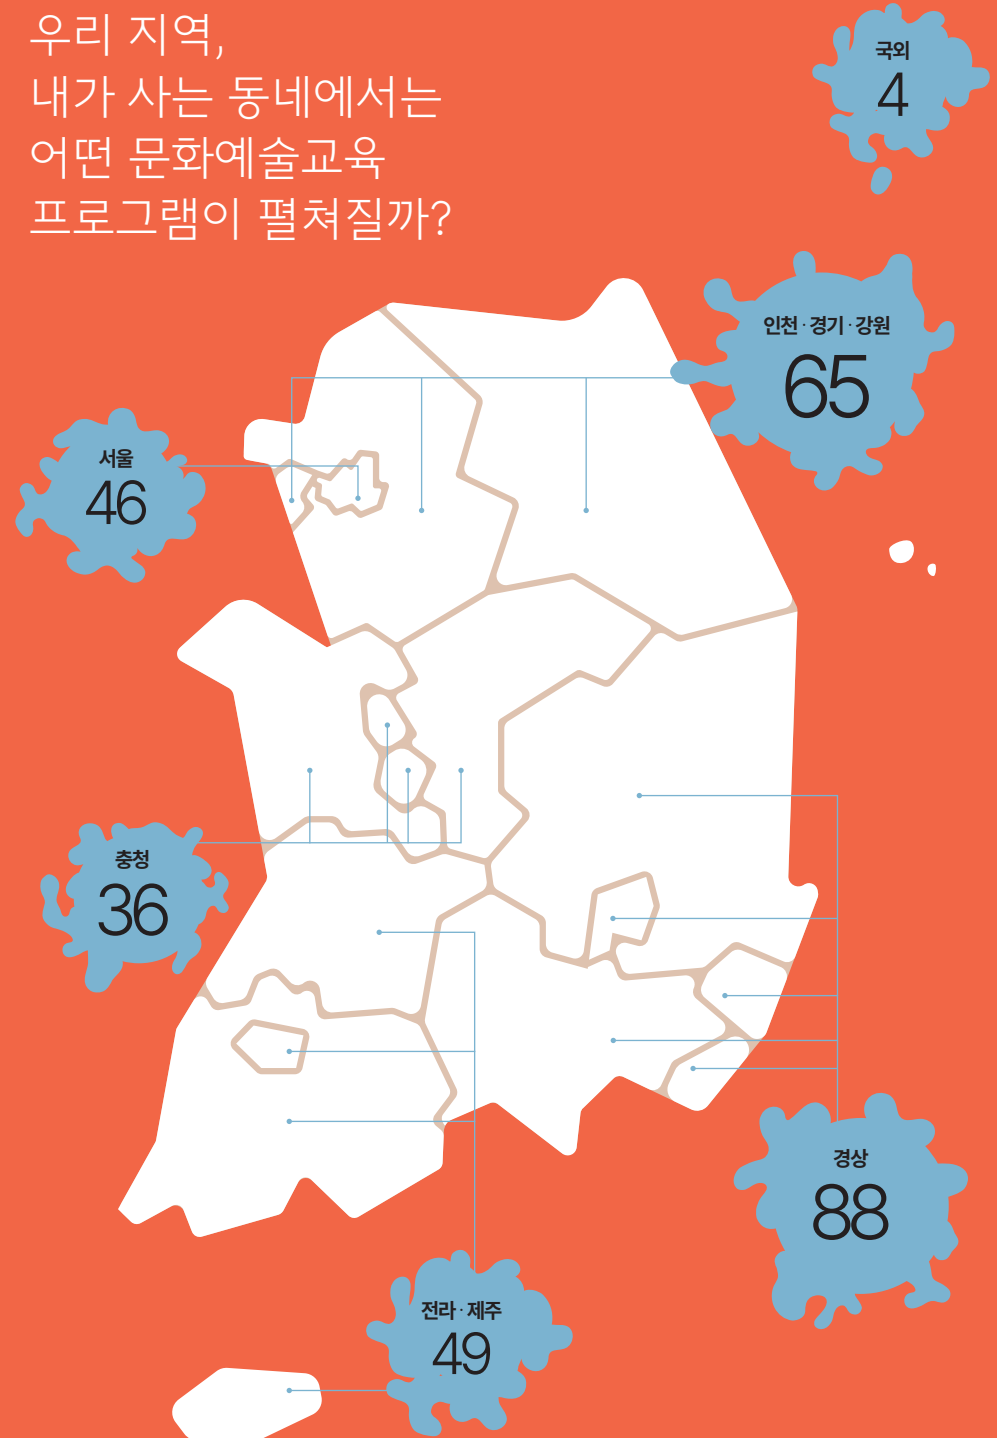 우리 지역,
내가 사는 동네에서는
어떤 문화예술교육
프로그램이 펼쳐질까?
국외
4
인천·경기·강원
65
서울
46
충청
36
경상
88
전라·제주
49